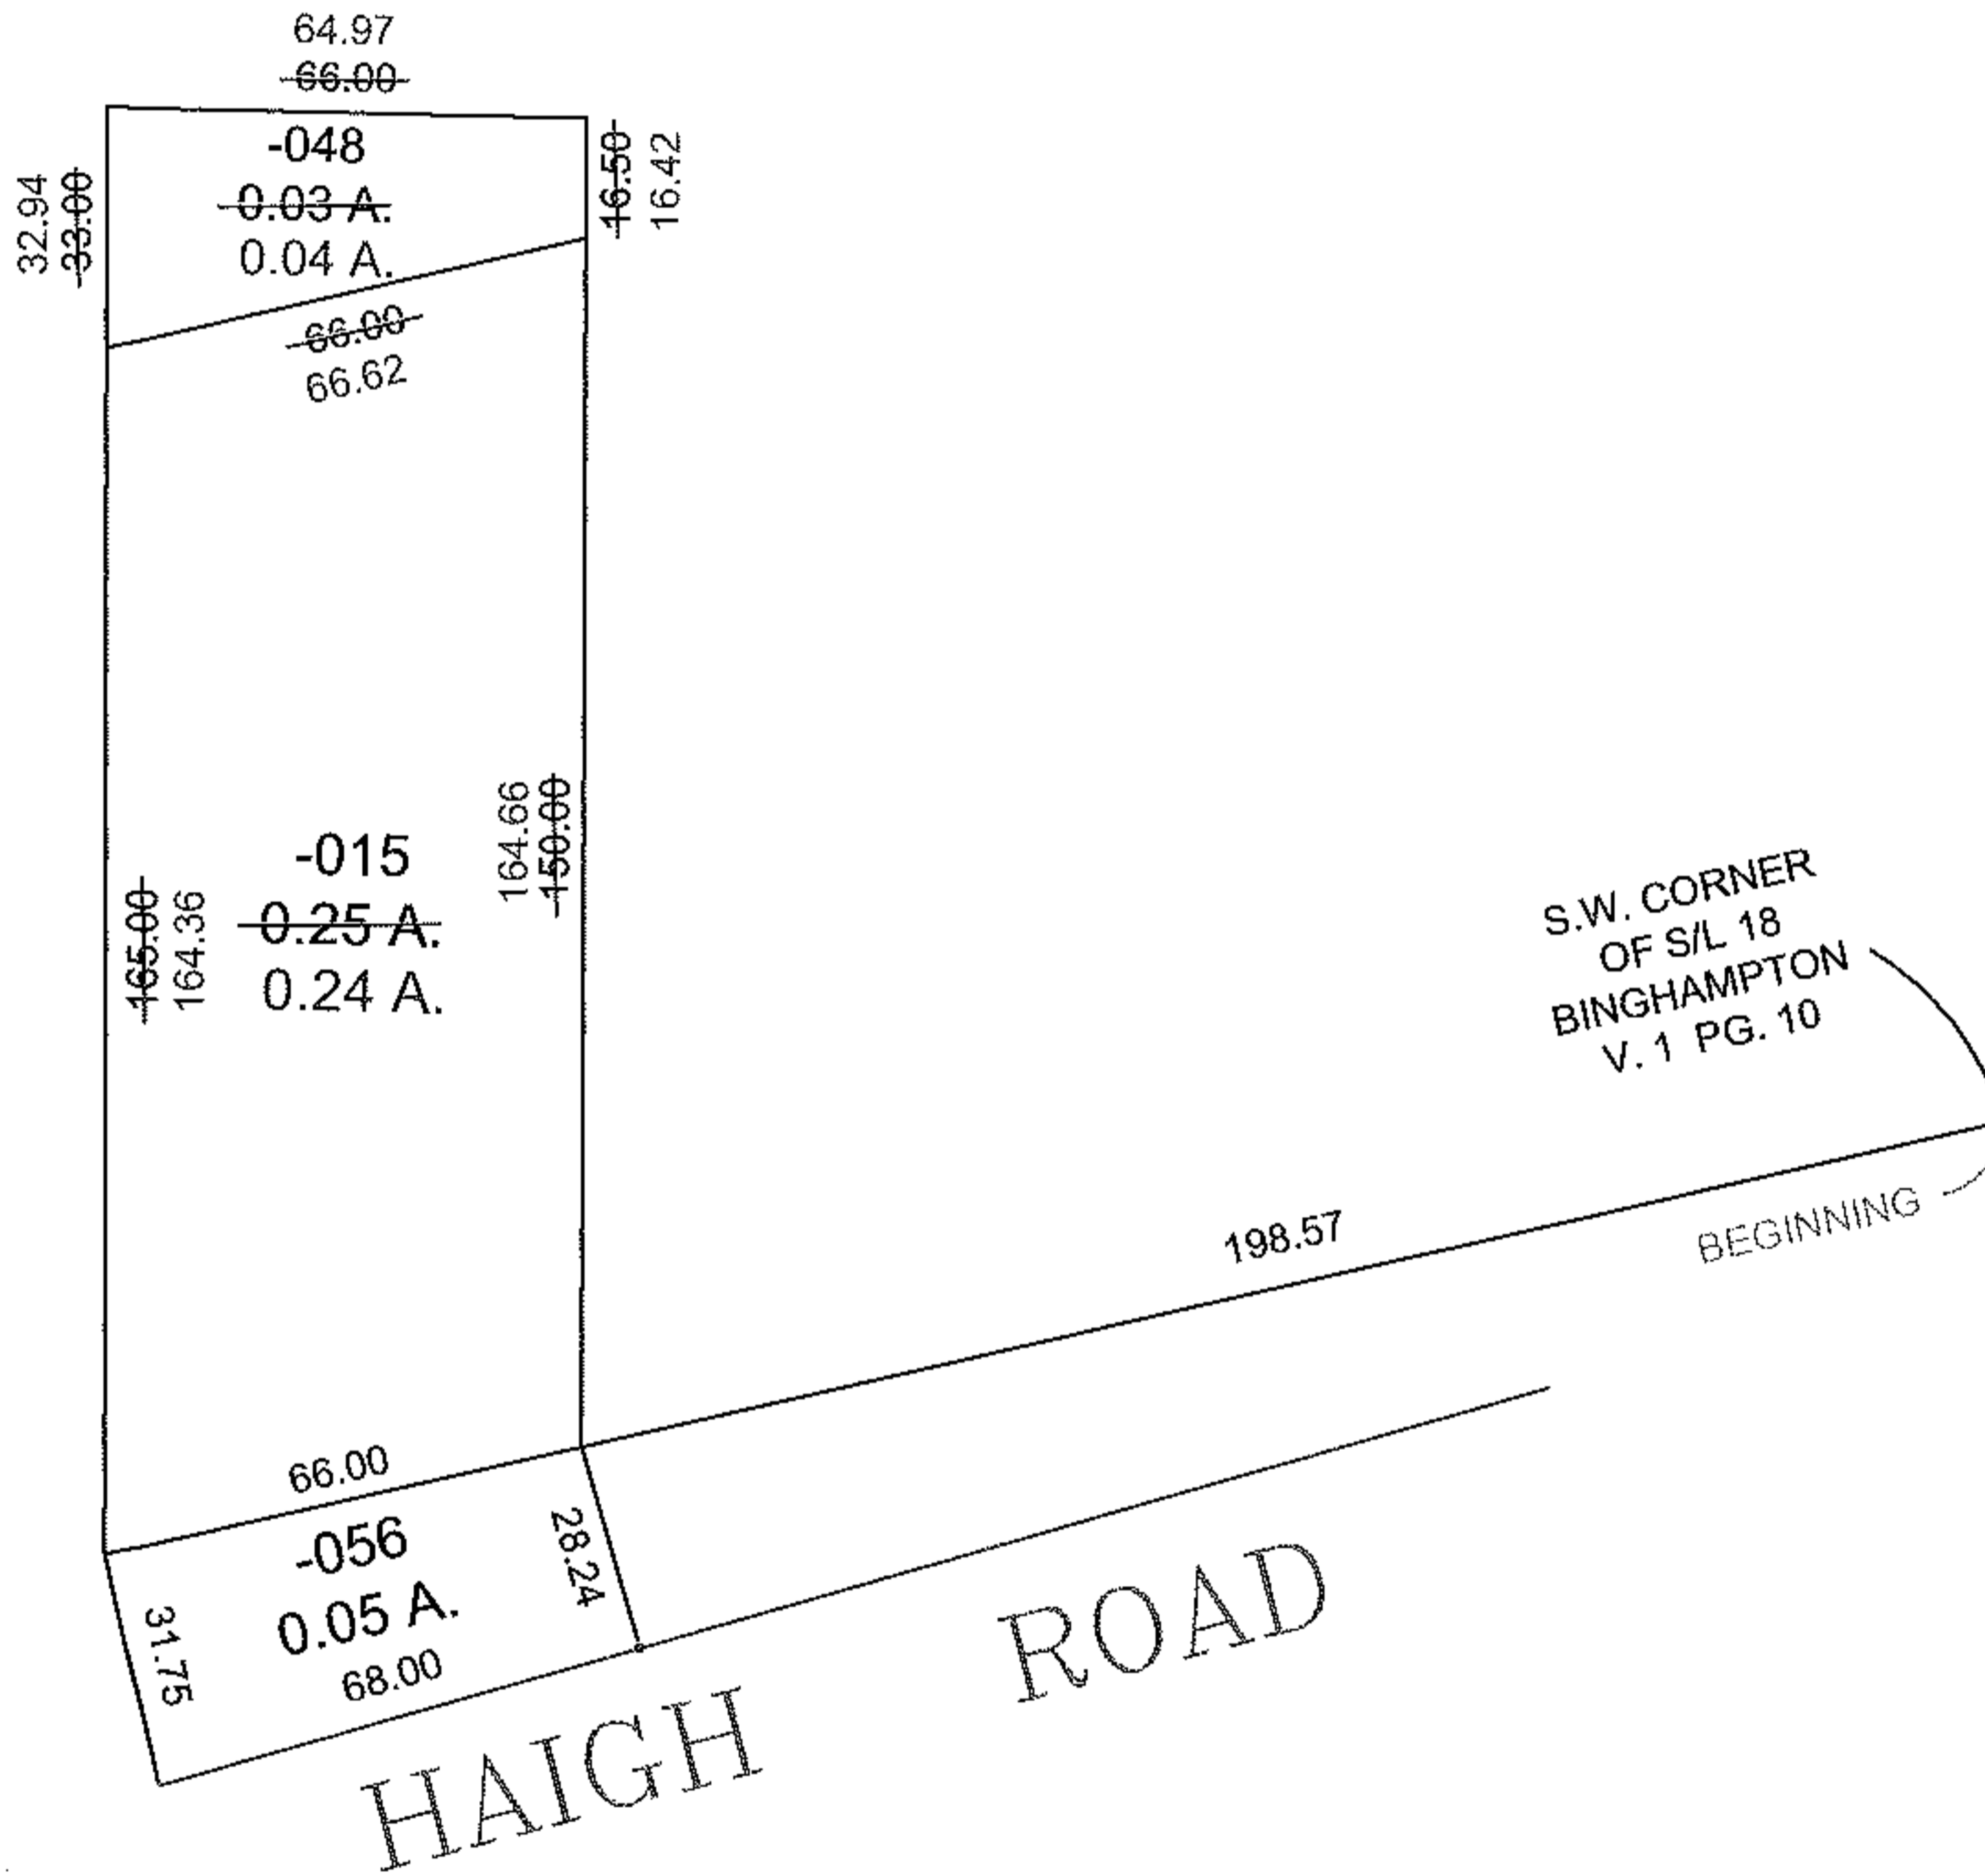 64.97
66.00
-048
0.03 A.
0.04 A.
32.94
33.00
16.50
16.42
66.00
66.62
-015
0.25 A.
0.24 A.
165.00
164.36
164.66
150.00
S.W. CORNER
OF S/L 18
BINGHAMPTON
V. 1 PG. 10
198.57
BEGINNING
66.00
-056
0.05 A.
68.00
31.75
28.24
HAIGH ROAD